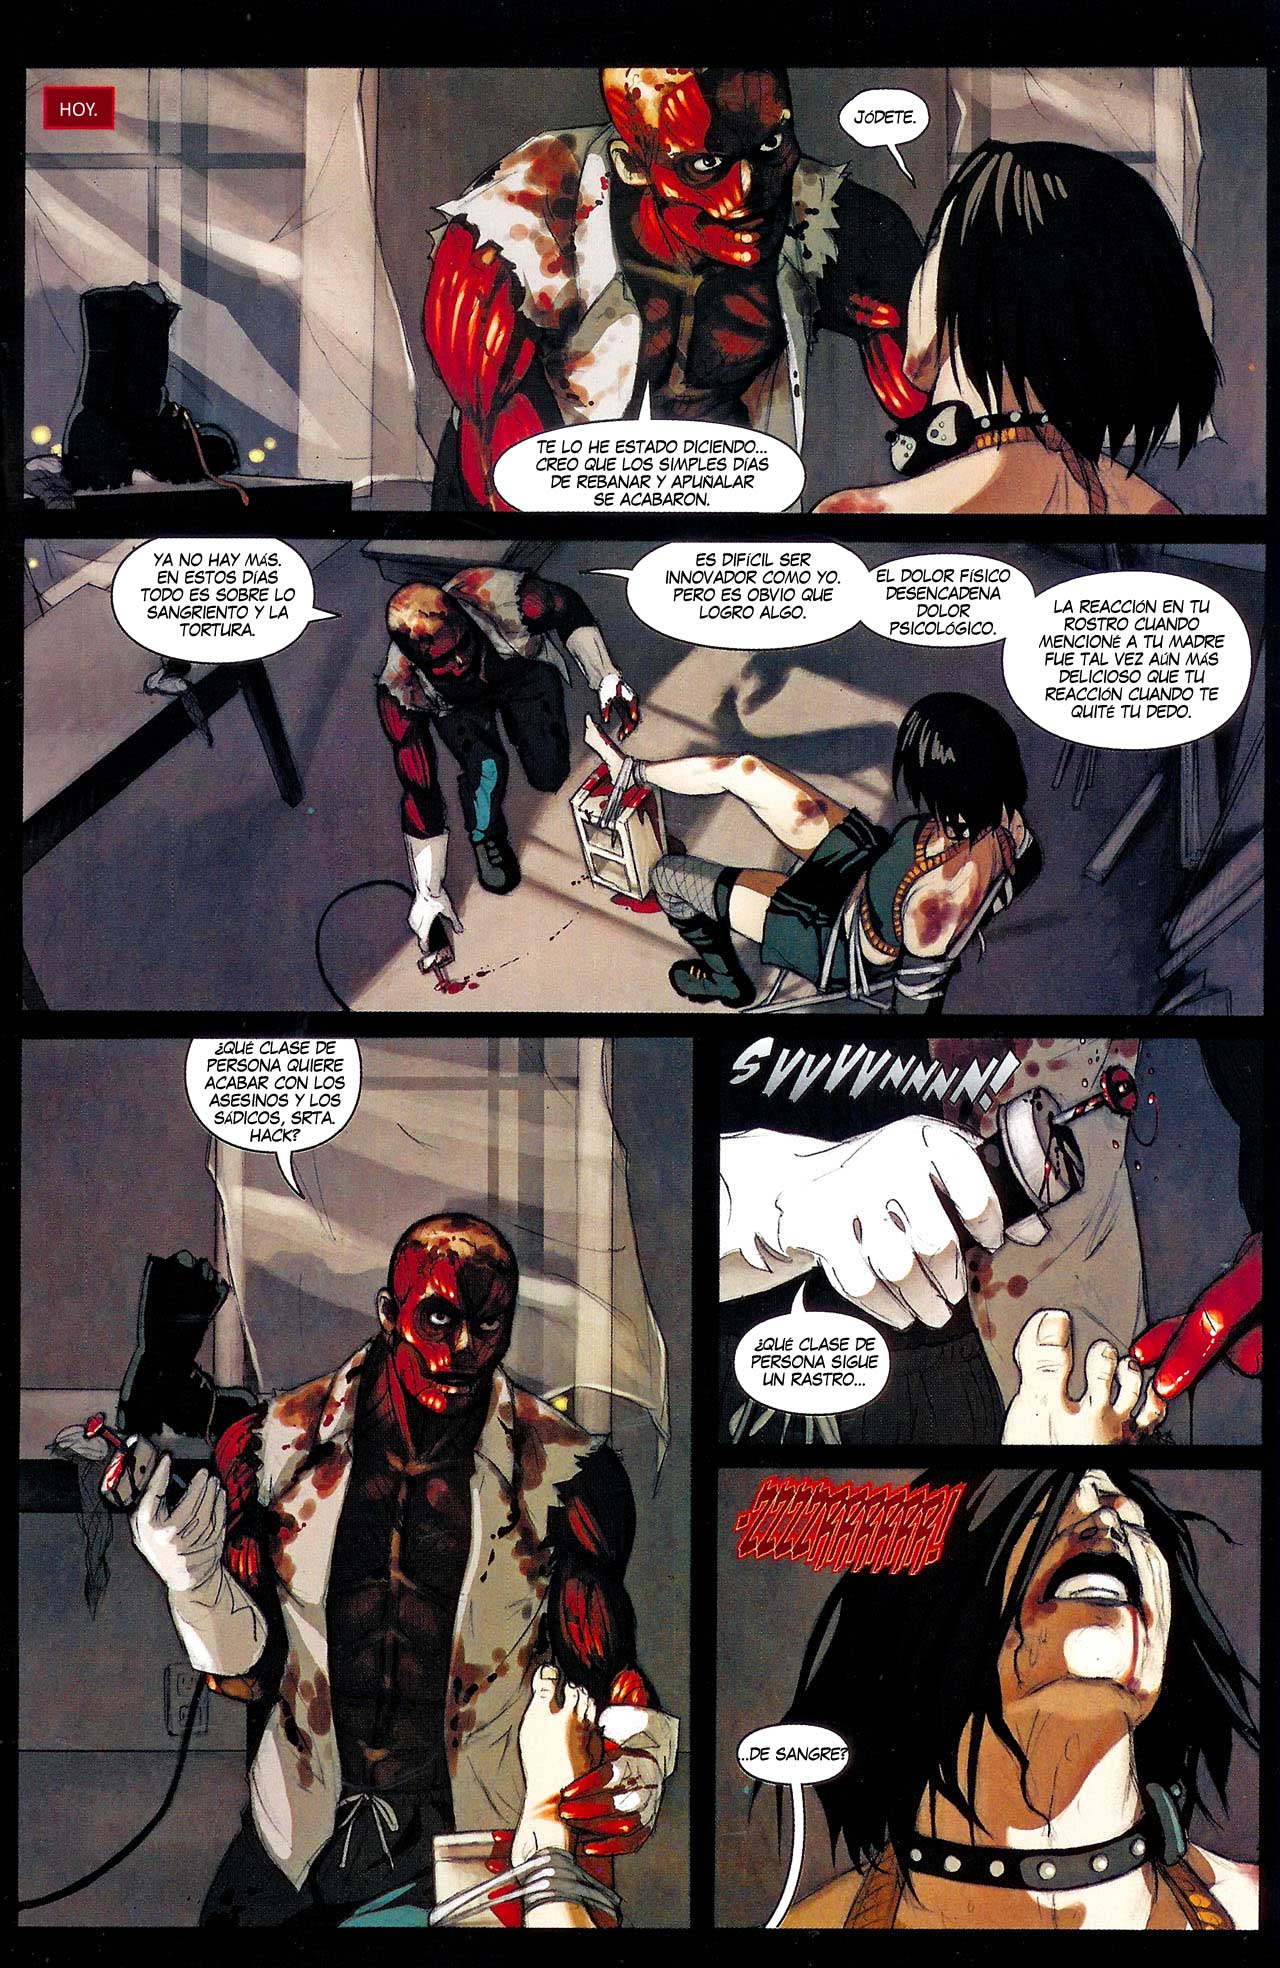 HOY.
JÓDETE.
TE LO HE ESTADO DICIENDO...
CREO QUE LOS SIMPLES DÍAS
DE REBANAR Y APUÑALAR
SE ACABARON.
YA NO HAY MÁS.
EN ESTOS DÍAS
TODO ES SOBRE LO
SANGRIENTO Y LA
TORTURA.
ES DIFÍCIL SER
INNOVADOR COMO YO.
PERO ES OBVIO QUE
LOGRO ALGO.
EL DOLOR FÍSICO
DESENCADENA
DOLOR
PSICOLÓGICO.
LA REACCIÓN EN TU
ROSTRO CUANDO
MENCIONÉ A TU MADRE
FUE TAL VEZ AÚN MÁS
DELICIOSO QUE TU
REACCIÓN CUANDO TE
QUITÉ TU DEDO.
¿QUÉ CLASE DE
PERSONA QUIERE
ACABAR CON LOS
ASESINOS Y LOS
SÁDICOS, SRTA.
HACK?
SVVVVNNNN!
¿QUÉ CLASE DE
PERSONA SIGUE
UN RASTRO...
-ZZZZRRRRRR!
...DE SANGRE?